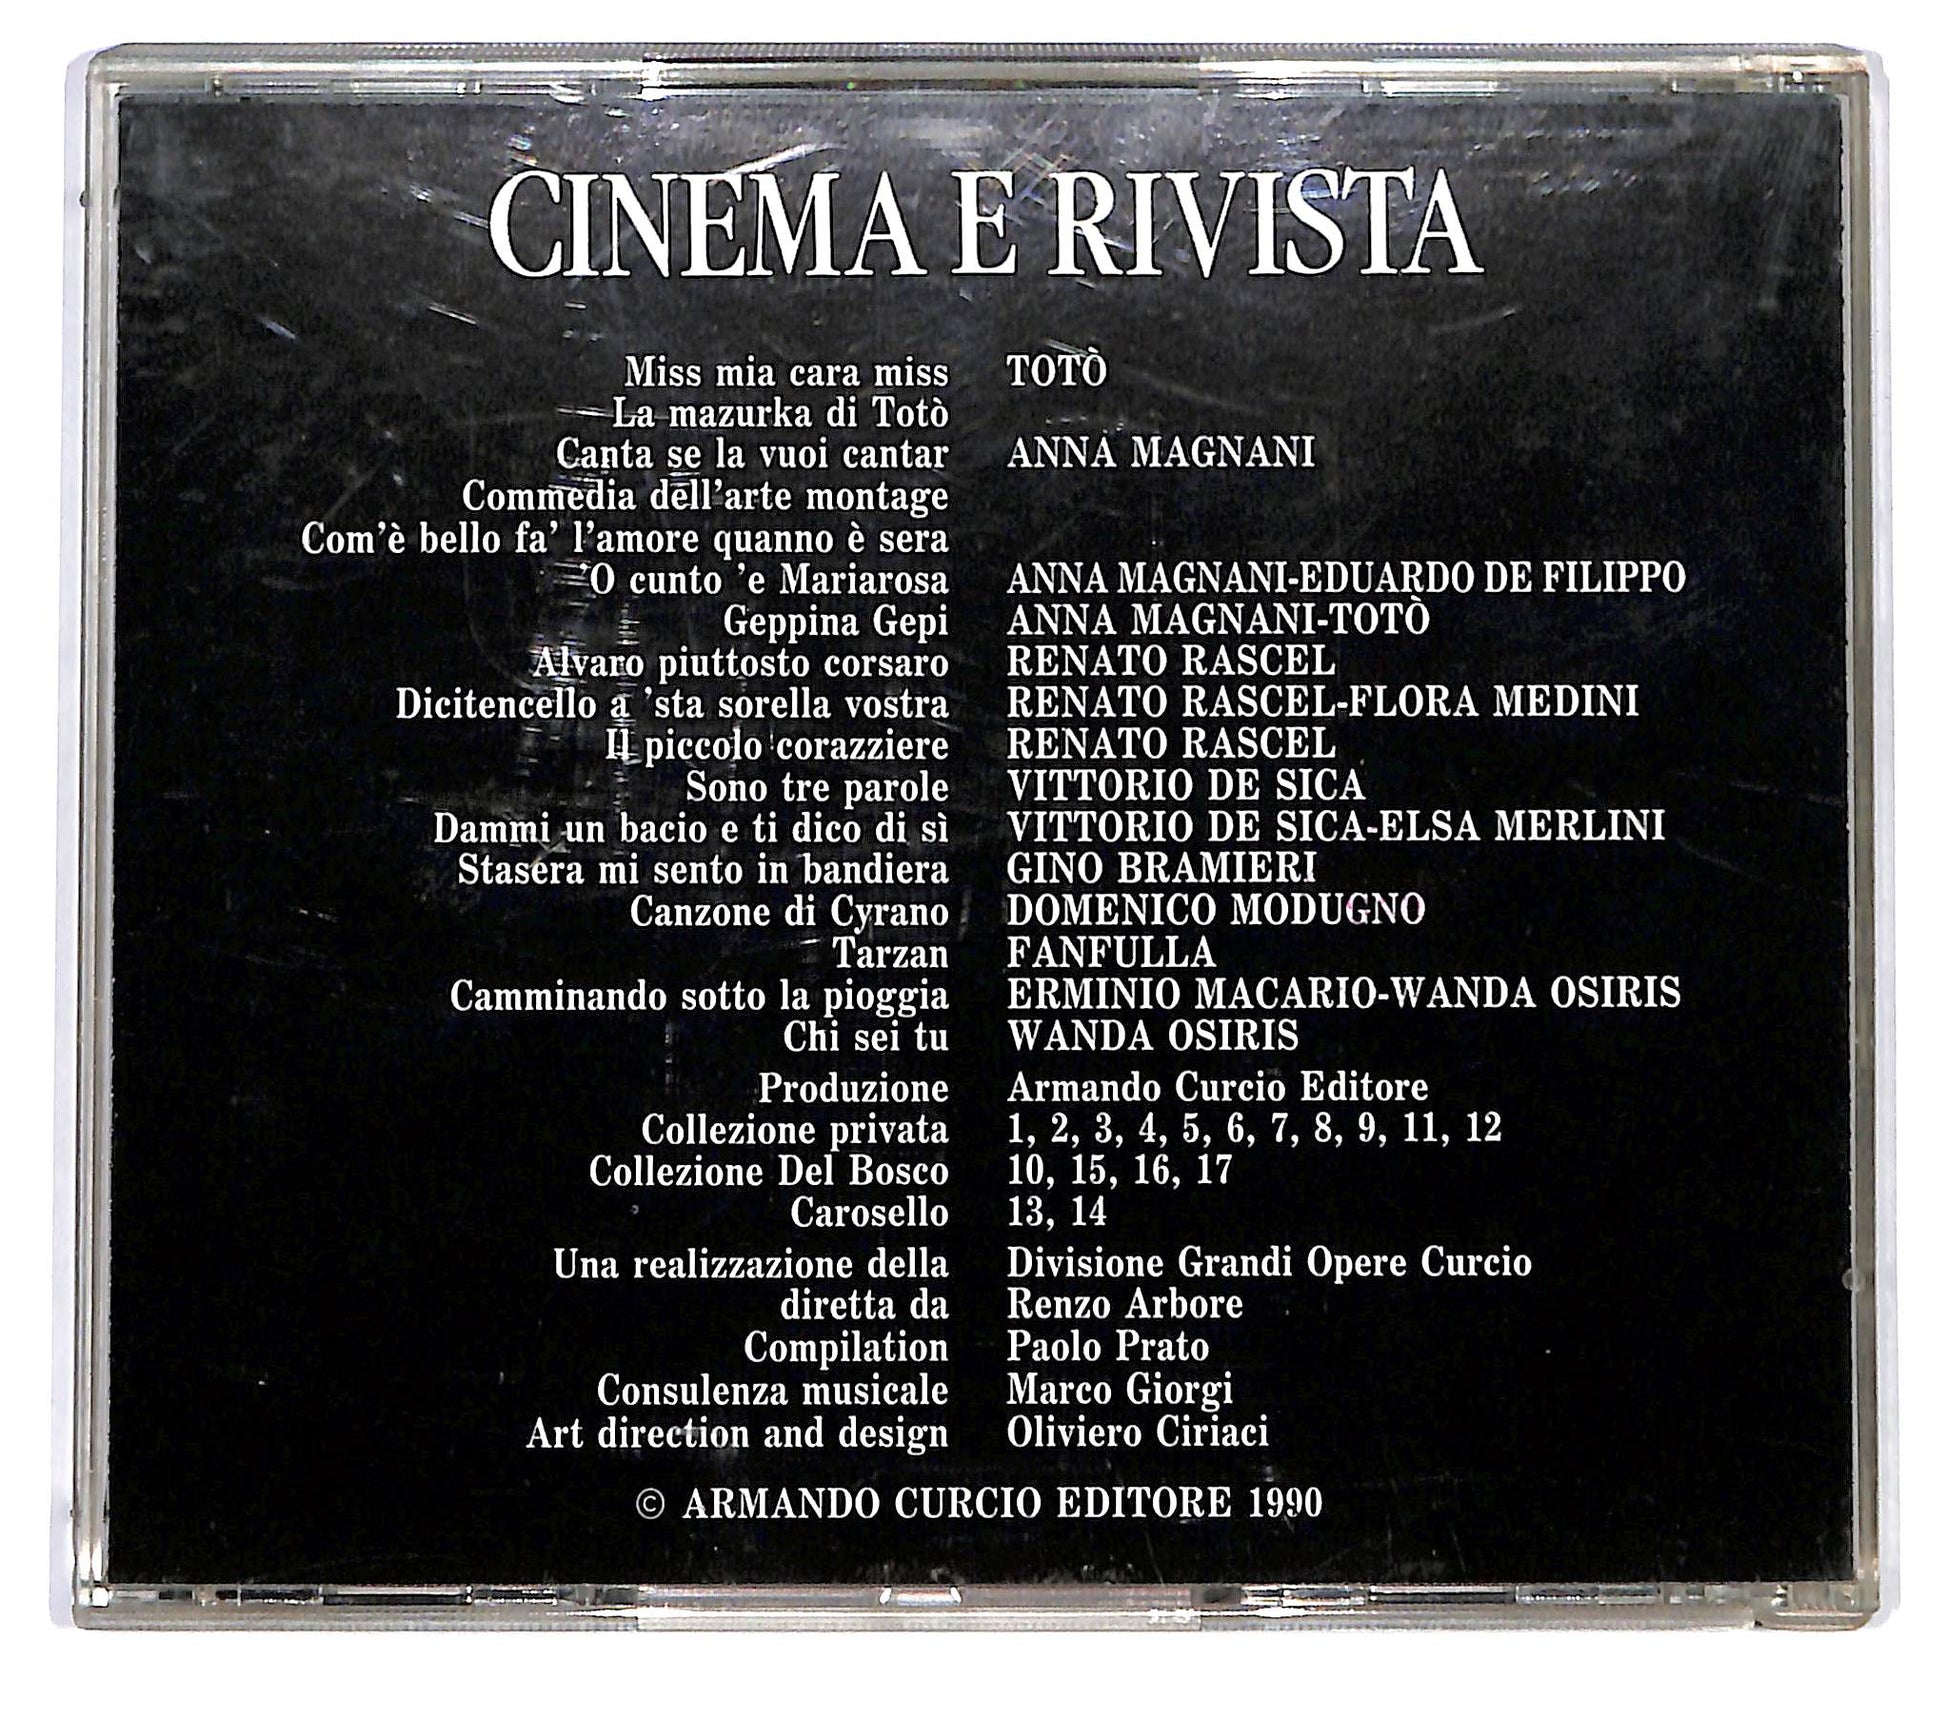 CINEMA E RIVISTA
Miss mia cara miss TOTÒ
La mazurka di Totò
Canta se la vuoi cantar ANNA MAGNANI
Commedia dell'arte montage
Com'è bello fa' l'amore quanno è sera
'O cunto 'e Mariarosa ANNA MAGNANI-EDUARDO DE FILIPPO
Geppina Gepi ANNA MAGNANI-TOTÒ
Alvaro piuttosto corsaro RENATO RASCEL
Dicitencello a 'sta sorella vostra RENATO RASCEL-FLORA MEDINI
Il piccolo corazziere RENATO RASCEL
Sono tre parole VITTORIO DE SICA
Dammi un bacio e ti dico di sì VITTORIO DE SICA-ELSA MERLINI
Stasera mi sento in bandiera GINO BRAMIERI
Canzone di Cyrano DOMENICO MODUGNO
Tarzan FANFULLA
Camminando sotto la pioggia ERMINIO MACARIO-WANDA OSIRIS
Chi sei tu WANDA OSIRIS
Produzione Armando Curcio Editore
Collezione privata 1, 2, 3, 4, 5, 6, 7, 8, 9, 11, 12
Collezione Del Bosco 10, 15, 16, 17
Carosello 13, 14
Una realizzazione della Divisione Grandi Opere Curcio
diretta da Renzo Arbore
Compilation Paolo Prato
Consulenza musicale Marco Giorgi
Art direction and design Oliviero Ciriaci
© ARMANDO CURCIO EDITORE 1990